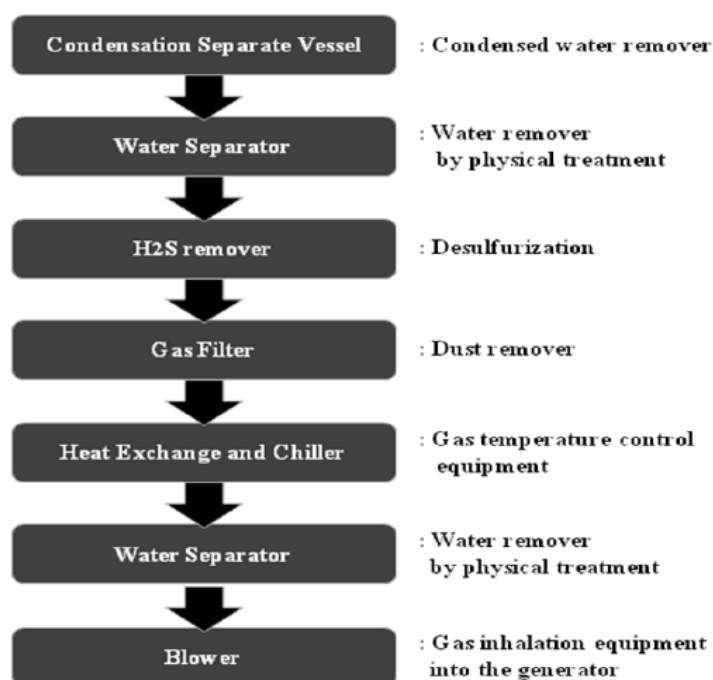 Condensation Separate Vessel : Condensed water remover
Water Separator : Water remover
by physical treatment
H2S remover : Desulfurization
Gas Filter : Dust remover
Heat Exchange and Chiller : Gas temperature control
equipment
Water Separator : Water remover
by physical treatment
Blower : Gas inhalation equipment
into the generator